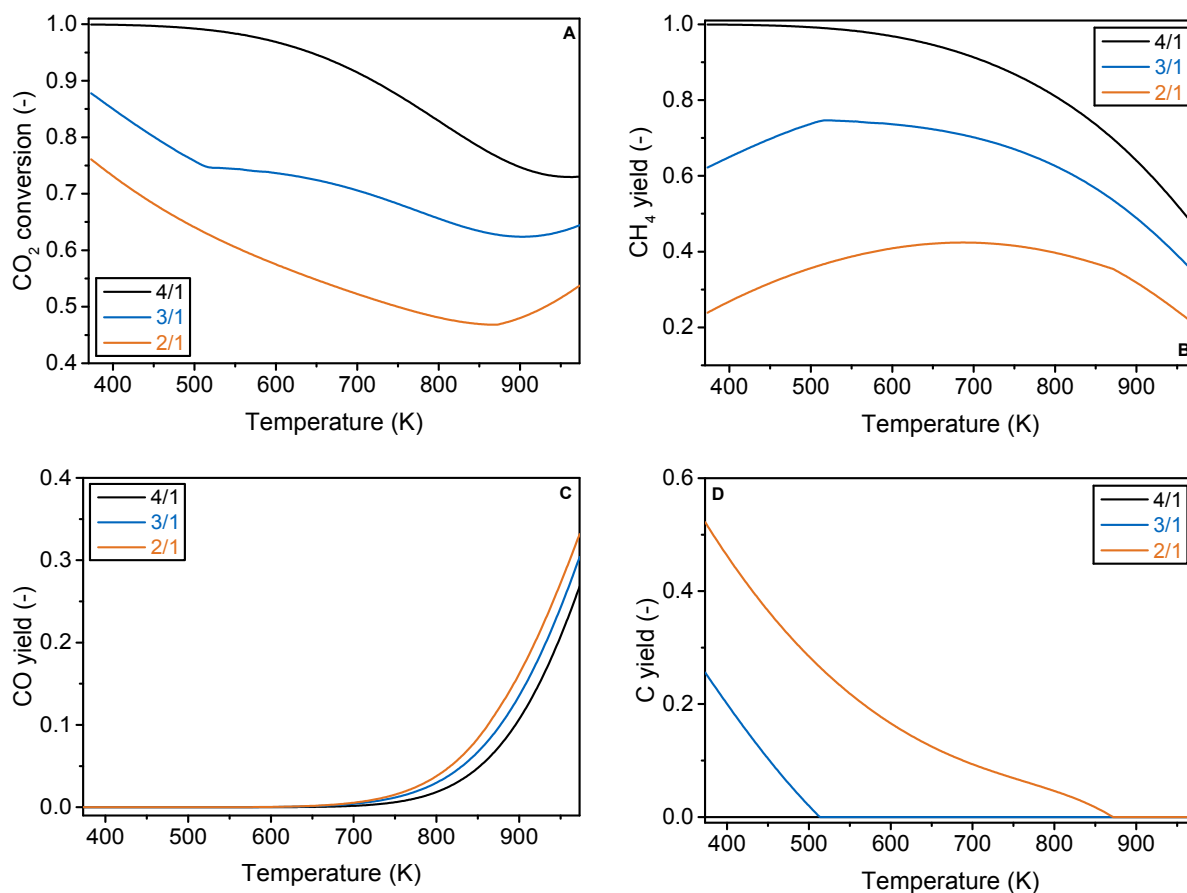 A
1.0
0.9
0.8
0.7
0.6
0.5
0.4
CO₂ conversion (-)
4/1
3/1
2/1
400 500 600 700 800 900
Temperature (K)
B
1.0
0.8
0.6
0.4
0.2
CH₄ yield (-)
4/1
3/1
2/1
400 500 600 700 800 900
Temperature (K)
C
0.4
0.3
0.2
0.1
0.0
CO yield (-)
4/1
3/1
2/1
400 500 600 700 800 900
Temperature (K)
D
0.6
0.4
0.2
0.0
C yield (-)
4/1
3/1
2/1
400 500 600 700 800 900
Temperature (K)